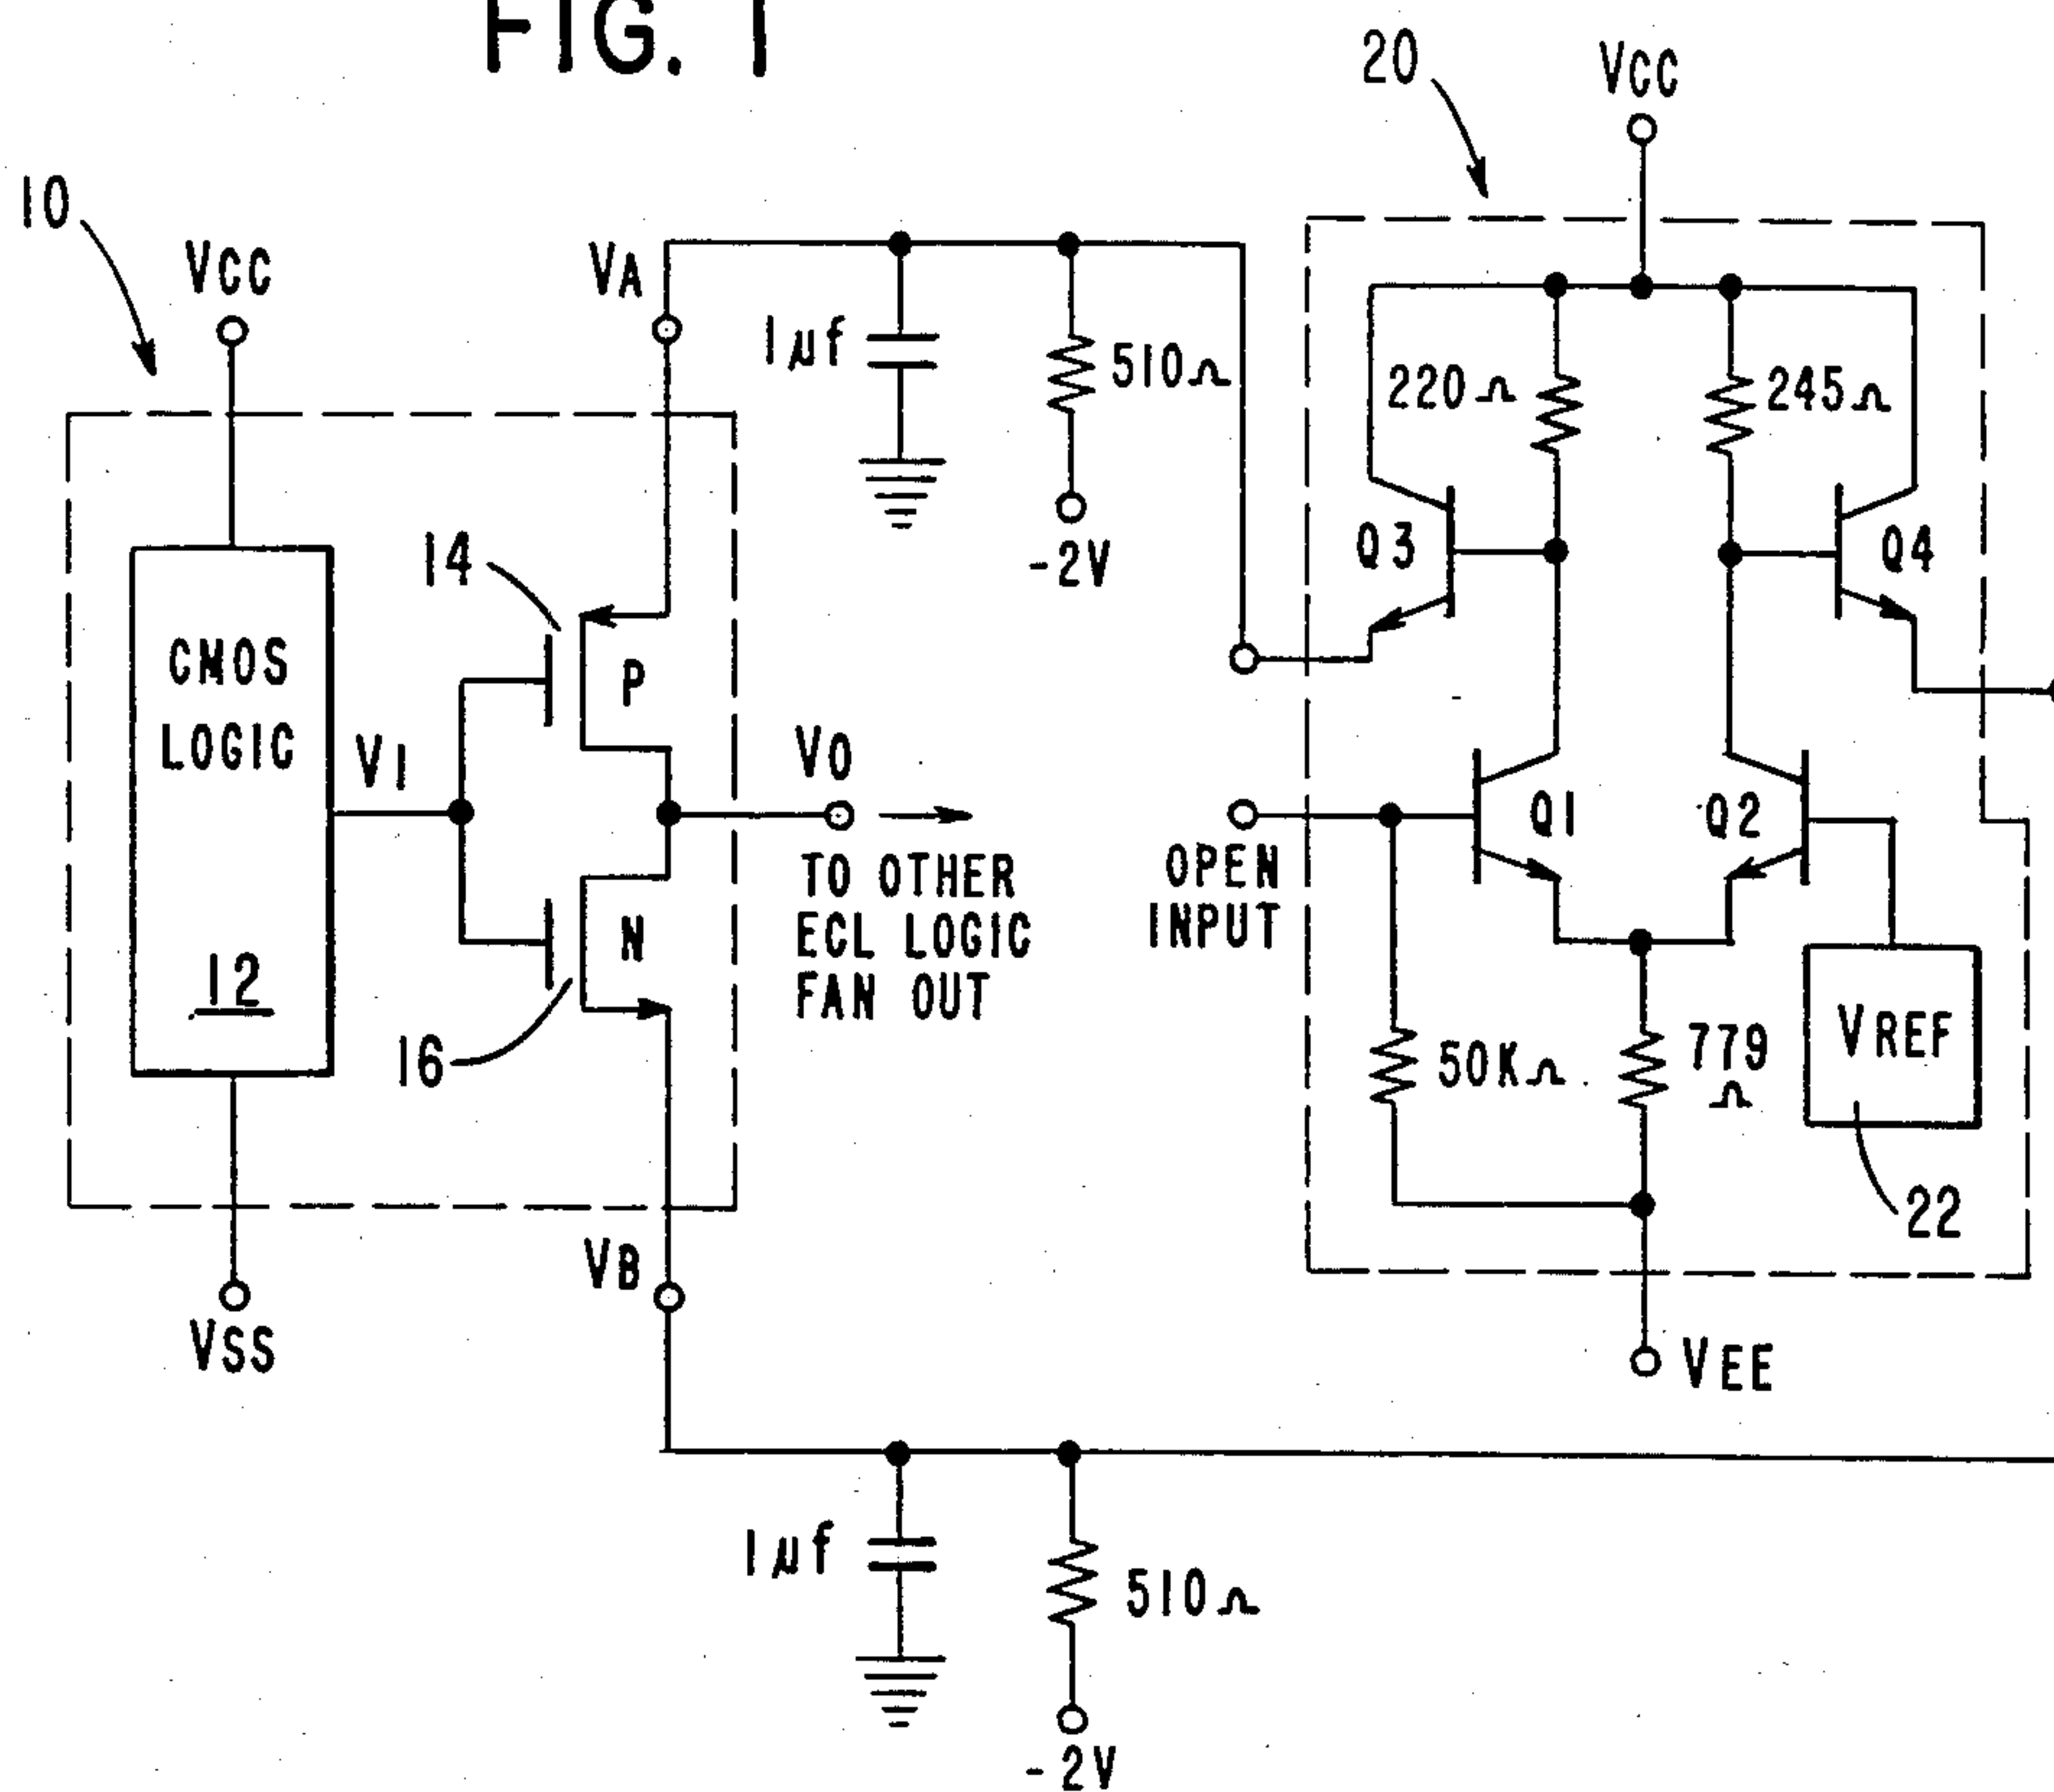 FIG. 1
20
VCC
10
VCC
VA
1µf
510Ω
220Ω
245Ω
14
-2V
Q3
Q4
CMOS
LOGIC
P
V1
VO
Q1
Q2
TO OTHER
ECL LOGIC
FAN OUT
OPEN
INPUT
N
12
16
50KΩ
779
Ω
VREF
22
VB
VSS
VEE
1µf
510Ω
-2V